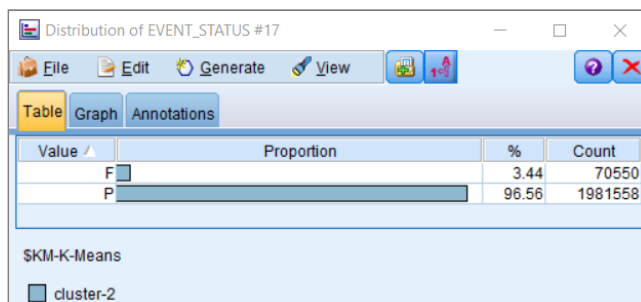 Distribution of EVENT_STATUS #17
File Edit Generate View
Table Graph Annotations
Value Proportion % Count
F 3.44 70550
P 96.56 1981558
$KM-K-Means
cluster-2